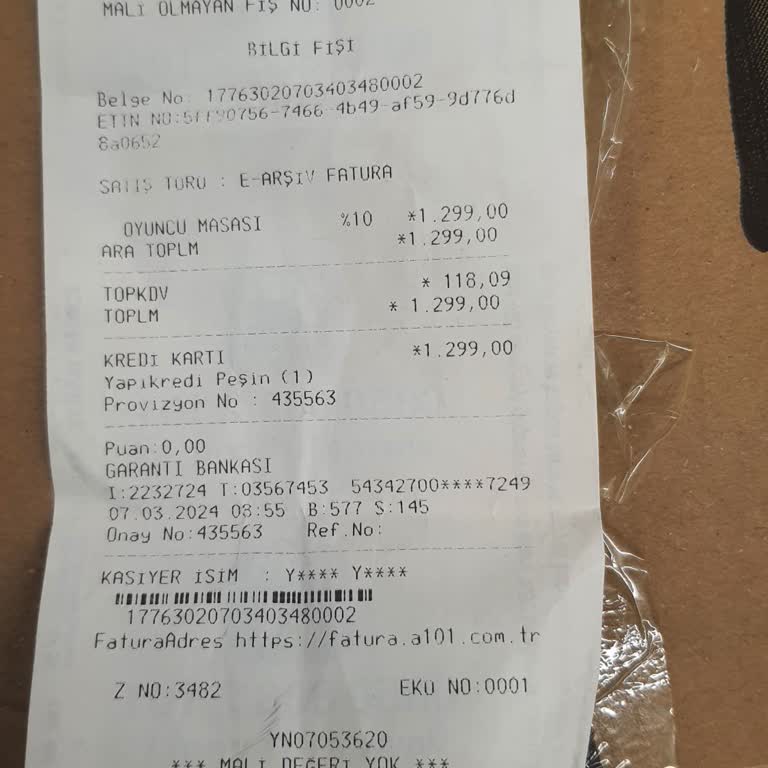 MALİ OLMAYAN FİŞ NO: 0002
BİLGİ FİŞİ
Belge No: 17763020703403480002
ETTN NO:5FF90756-7466-4b49-af59-9d776d
8a0652
SATIŞ TÜRÜ : E-ARŞİV FATURA
OYUNCU MASASI %10 *1.299,00
ARA TOPLM *1.299,00
TOPKDV * 118,09
TOPLM * 1.299,00
KREDİ KARTI *1.299,00
Yapıkredi Peşin (1)
Provizyon No : 435563
Puan:0,00
GARANTI BANKASI
I:2232724 T:03567453 54342700****7249
07.03.2024 08:55 B:577 S:145
Onay No:435563 Ref.No:
KASIYER İSİM : Y**** Y****
17763020703403480002
FaturaAdres https://fatura.a101.com.tr
Z NO:3482 EKÜ NO:0001
YN07053620
*** MALİ DEĞERİ YOK ***